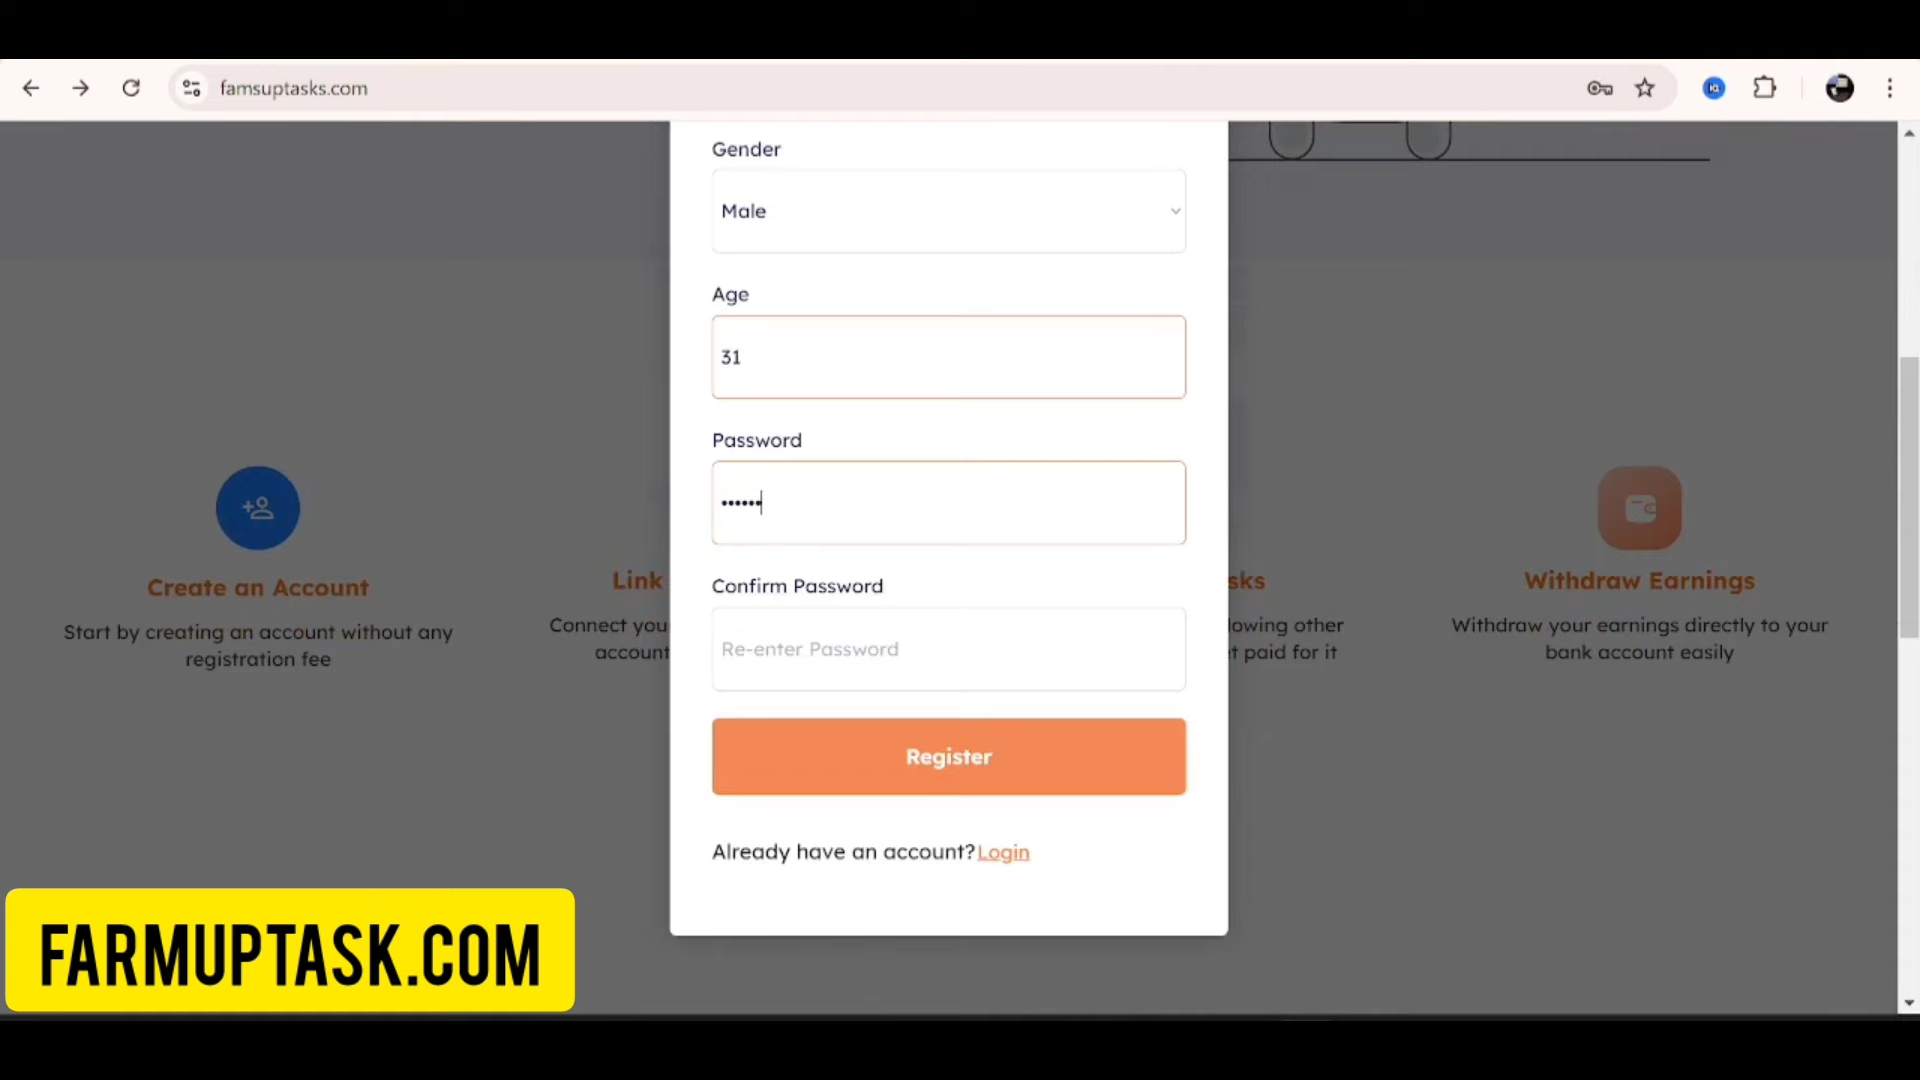 famsuptasks.com
Gender
Male
Age
31
Password
••••••
Confirm Password
Re-enter Password
Register
Already have an account?Login
Create an Account
Start by creating an account without any
registration fee
Link
Connect you
account
sks
lowing other
t paid for it
Withdraw Earnings
Withdraw your earnings directly to your
bank account easily
FARMUPTASK.COM